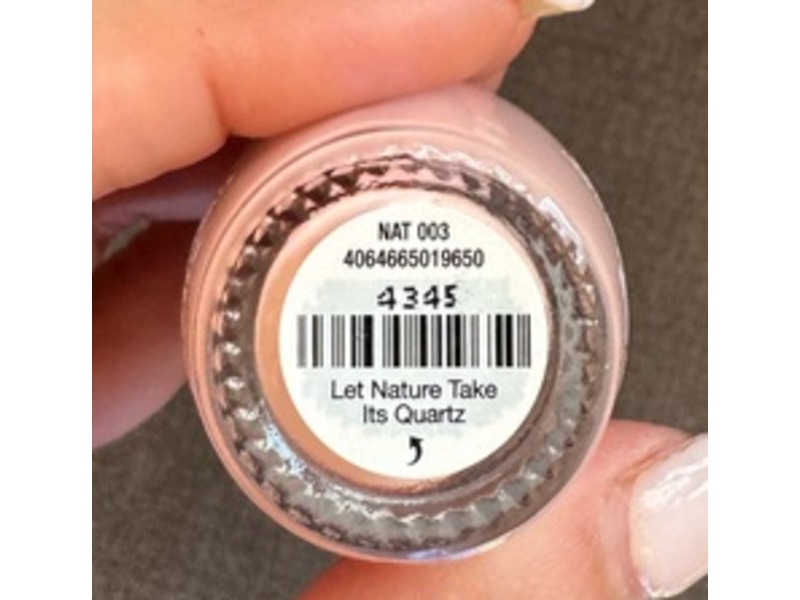 NAT 003
4064665019650
4345
Let Nature Take
Its Quartz